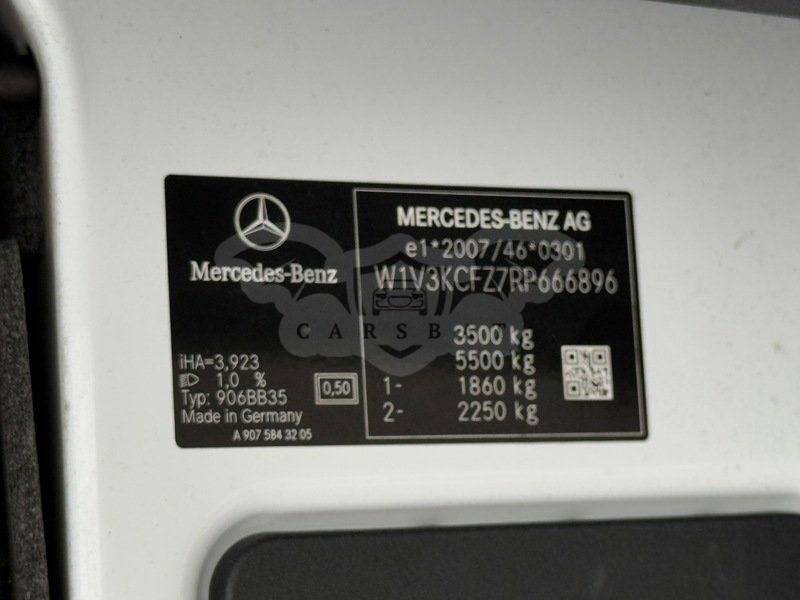 Mercedes-Benz
iHA=3,923
1,0 %
Typ: 906BB35
Made in Germany
A 907 584 32 05
0,50
MERCEDES-BENZ AG
e1*2007/46*0301
W1V3KCFZ7RP666896
3500 kg
5500 kg
1- 1860 kg
2- 2250 kg